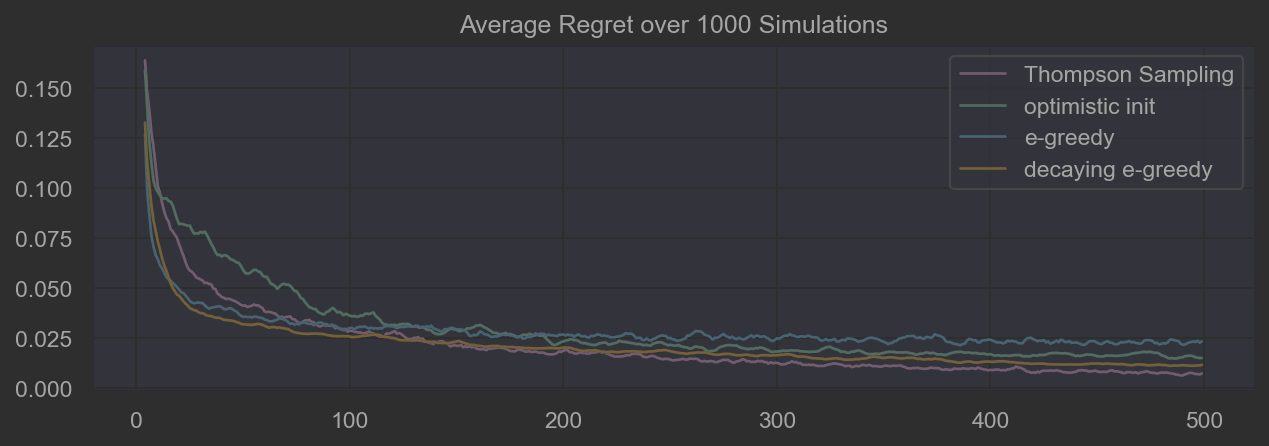 Average Regret over 1000 Simulations
Thompson Sampling
optimistic init
e-greedy
decaying e-greedy
0.150
0.125
0.100
0.075
0.050
0.025
0.000
0 100 200 300 400 500